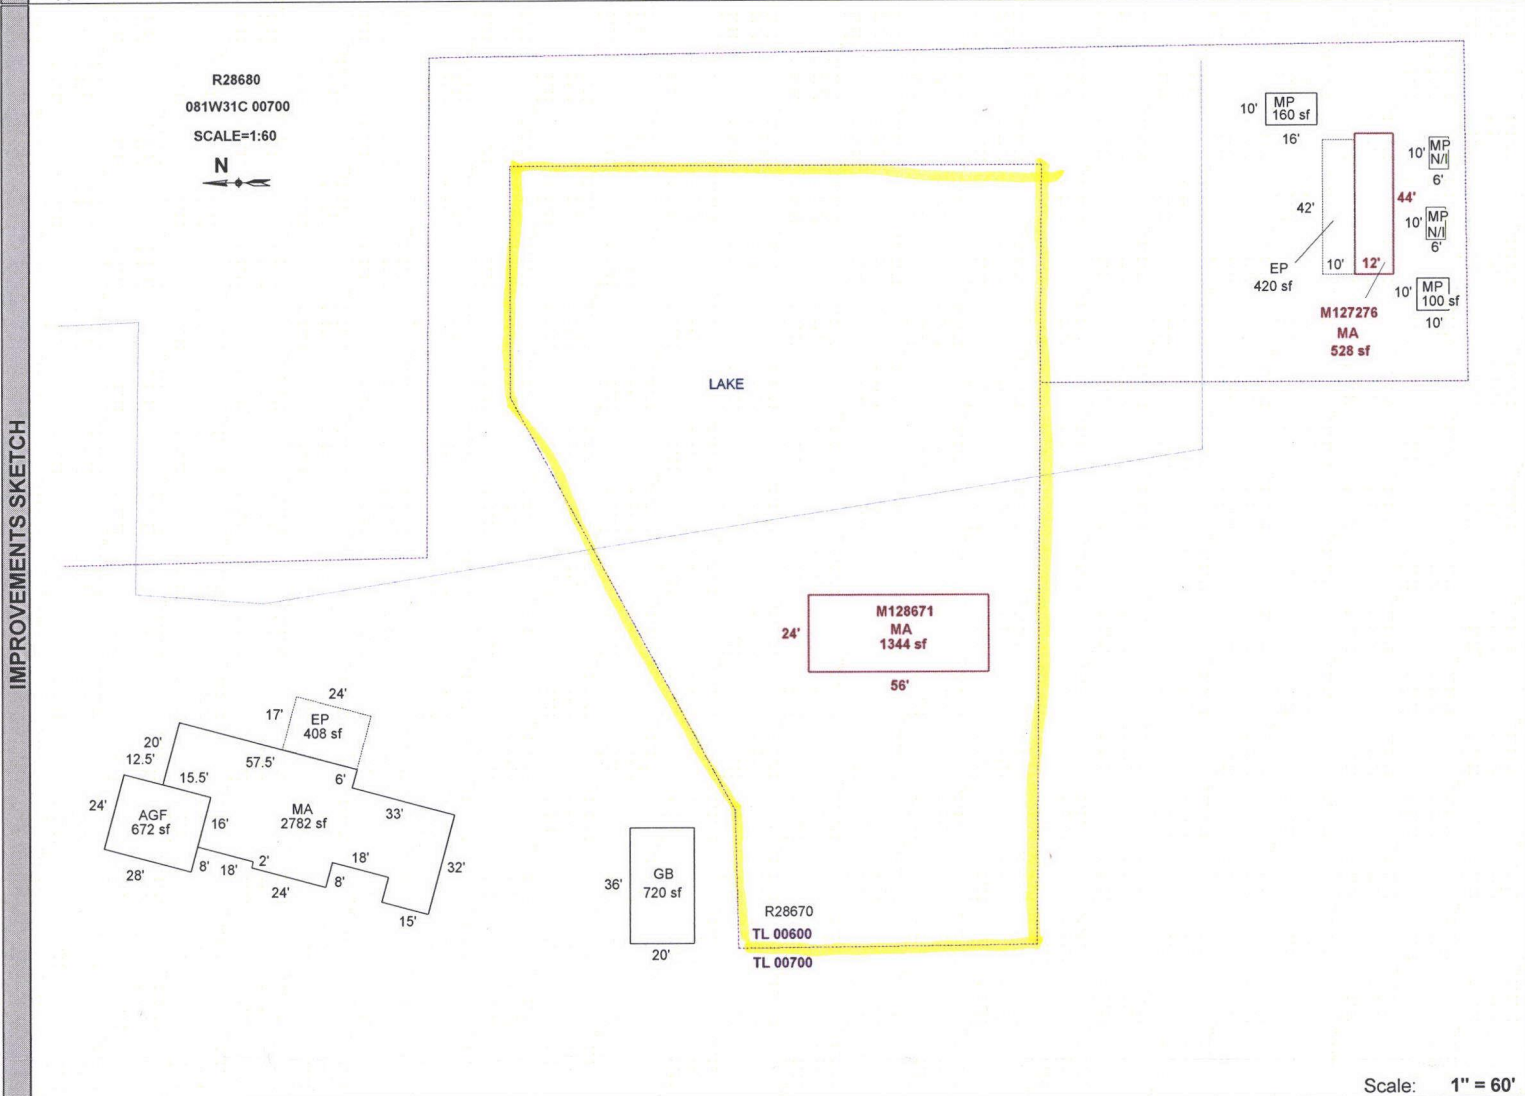 IMPROVEMENTS SKETCH
R28680
081W31C 00700
SCALE=1:60
N
10'
MP
160 sf
16'
42'
EP
420 sf
10'
12'
44'
M127276
MA
528 sf
10'
MP
N/I
6'
10'
MP
N/I
6'
10'
MP
100 sf
10'
LAKE
24'
M128671
MA
1344 sf
56'
24'
17'
EP
408 sf
20'
12.5'
57.5'
6'
15.5'
33'
24'
AGF
672 sf
16'
MA
2782 sf
28'
8'
18'
2'
24'
18'
8'
32'
15'
36'
GB
720 sf
20'
R28670
TL 00600
TL 00700
Scale: 1" = 60'